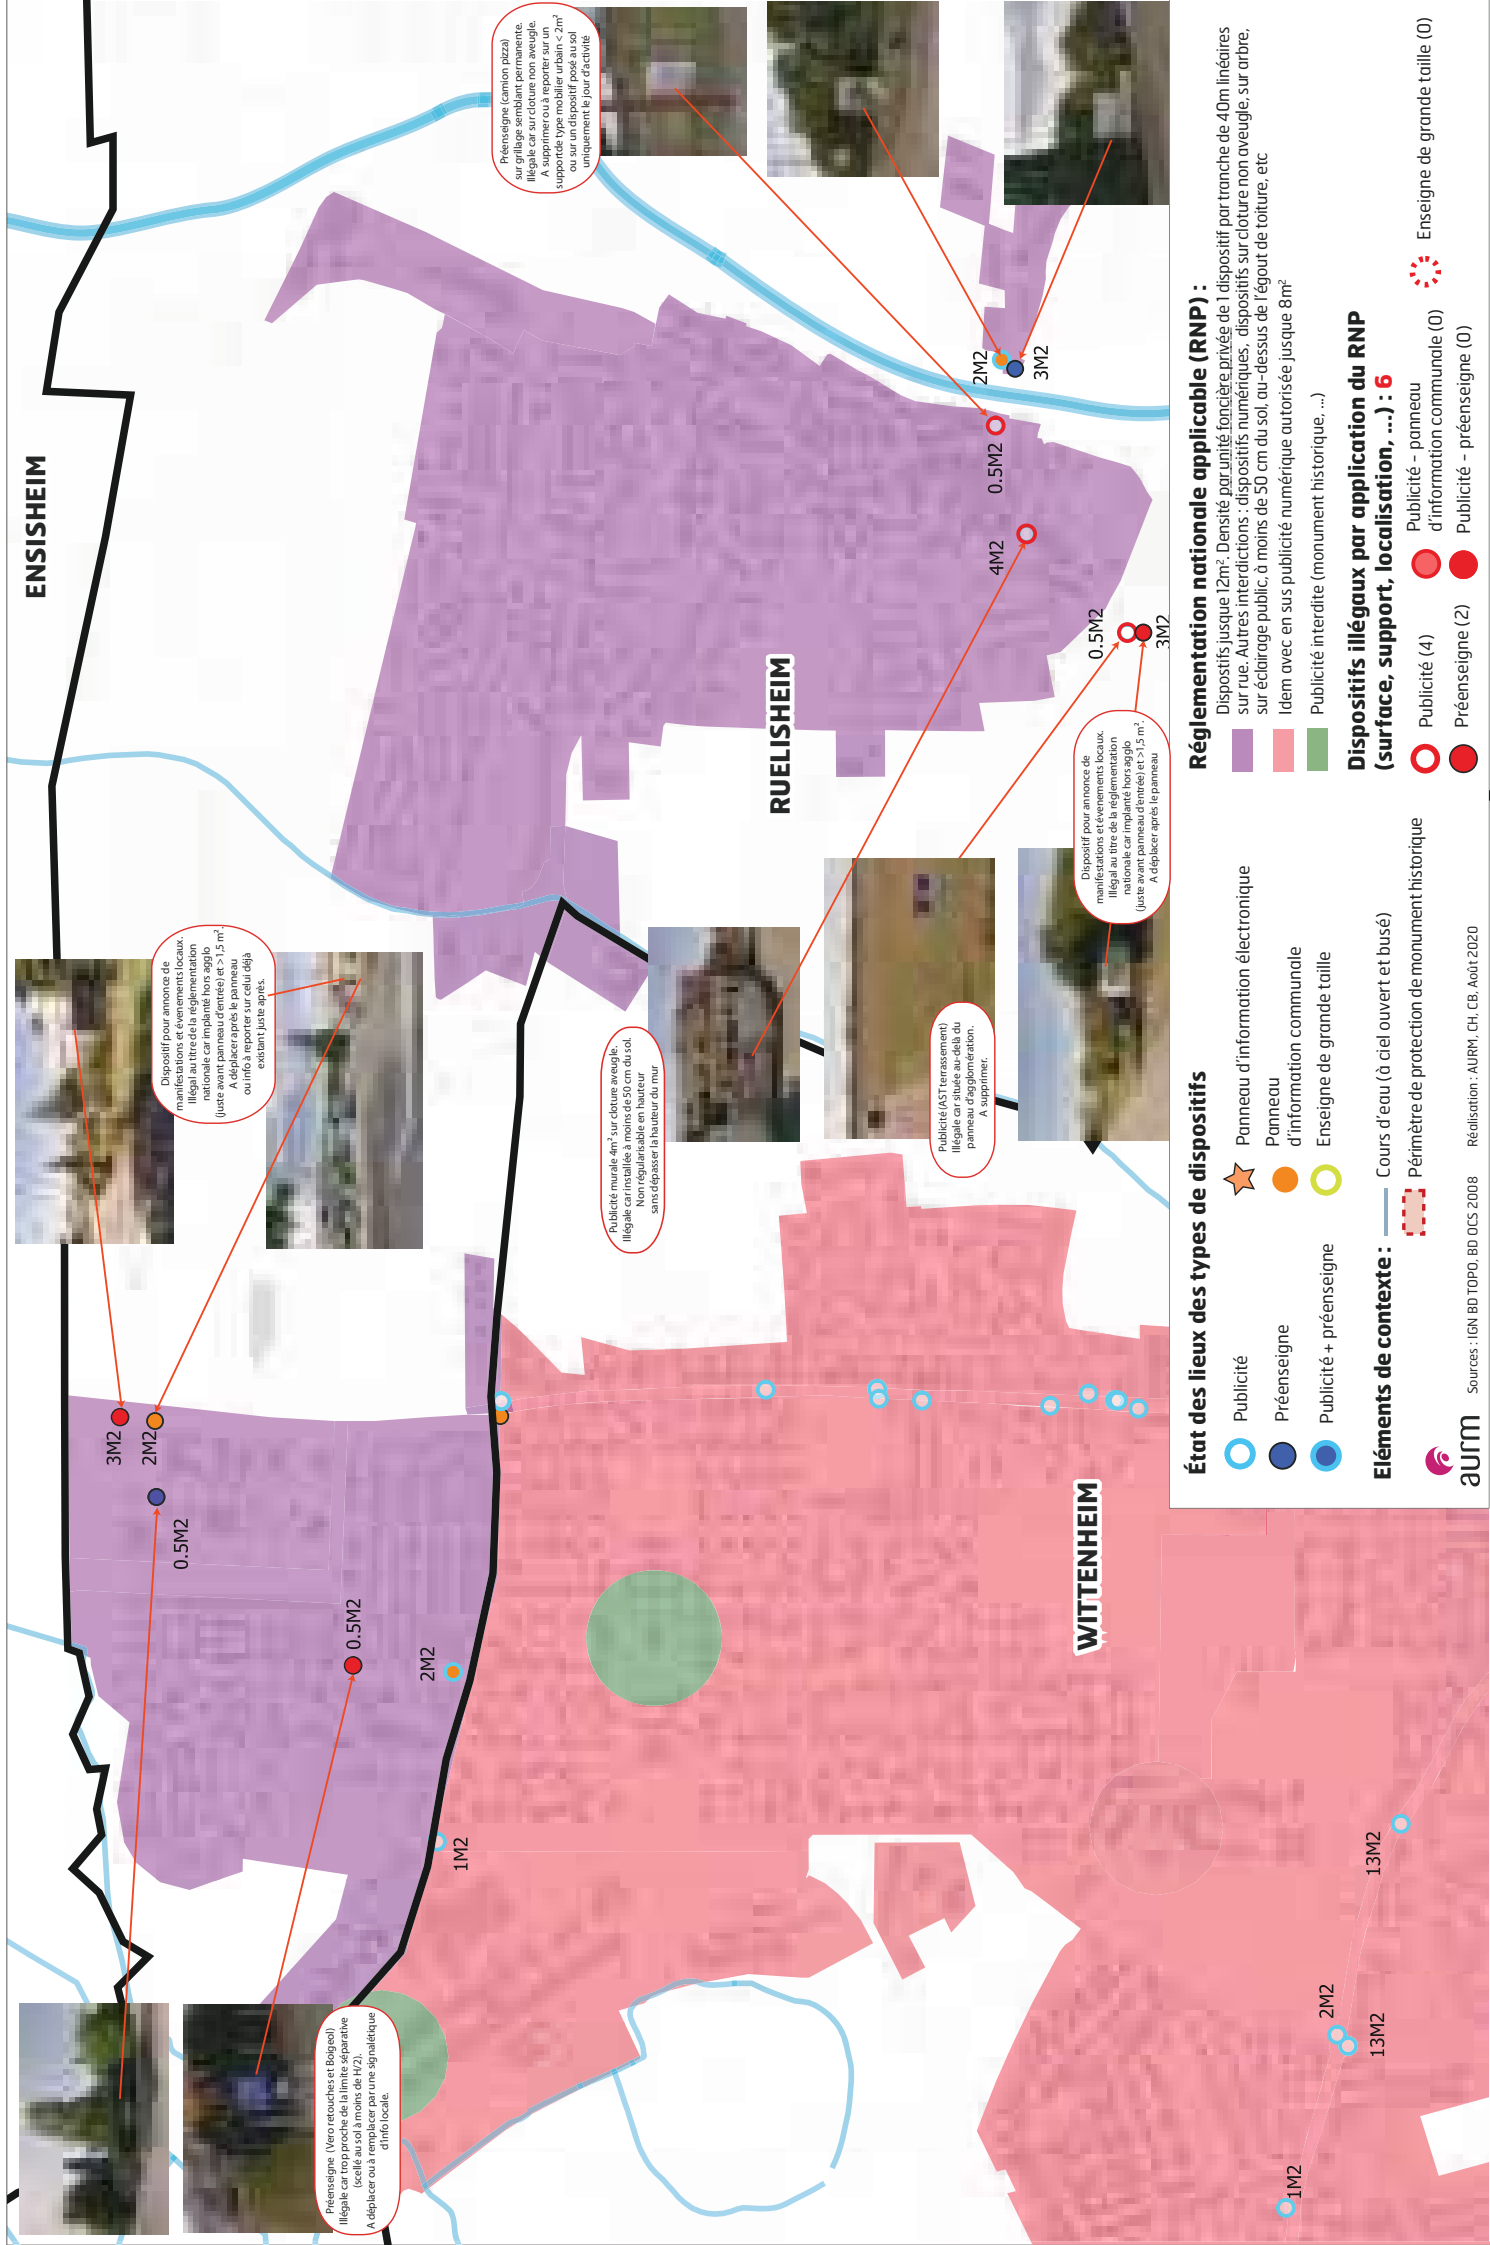 ENSISHEIM
RUELISHEIM
WITTENHEIM
Préenseigne (camion pizza)
sur grillage semblant permanente.
Illégale car sur cloture non aveugle.
A supprimer ou à reporter sur un
supportde type mobilier urbain < 2m²
ou sur un dispositif posé au sol
uniquement le jour d'activité
Dispositif pour annonce de
manifestations et évenements locaux.
Illégal au titre de la réglementation
nationale car implanté hors agglo
(juste avant panneau d'entrée) et >1,5 m².
A déplacer après le panneau
ou info à reporter sur celui déjà
existant juste après.
Publicité murale 4m² sur cloture aveugle.
Illégale car installée à moins de 50 cm du sol.
Non régularisable en hauteur
sans dépasser la hauteur du mur
Publicité (AST terrassement)
Illégale car située au-delà du
panneau d'agglomération.
A supprimer.
Dispositif pour annonce de
manifestations et évenements locaux.
Illégal au titre de la réglementation
nationale car implanté hors agglo
(juste avant panneau d'entrée) et >1,5 m².
A déplacer après le panneau
Préenseigne (Vero retouches et Boigeol)
Illégale car trop proche de la limite séparative
(scellé au sol à moins de H/2).
A déplacer ou à remplacer par une signalétique
d'Info locale.
3M2
2M2
0.5M2
0.5M2
2M2
1M2
2M2
3M2
0.5M2
4M2
0.5M2
3M2
13M2
2M2
13M2
1M2
État des lieux des types de dispositifs
Publicité
Préenseigne
Publicité + préenseigne
Panneau d'information électronique
Panneau
d'information communale
Enseigne de grande taille
Eléments de contexte :
Cours d'eau (à ciel ouvert et busé)
Périmètre de protection de monument historique
aurm
Sources : IGN BD TOPO, BD OCS 2008
Réalisation : AURM, CH, CB, Août 2020
Réglementation nationale applicable (RNP) :
Dispostifs jusque 12m². Densité par unité foncière privée de 1 dispositif par tranche de 40m linéaires
sur rue. Autres interdictions : dispositifs numériques, dispositifs sur cloture non aveugle, sur arbre,
sur éclairage public, à moins de 50 cm du sol, au-dessus de l'égout de toiture, etc
Idem avec en sus publicité numérique autorisée jusque 8m²
Publicité interdite (monument historique, ...)
Dispositifs illégaux par application du RNP
(surface, support, localisation, ...) : 6
Publicité (4)
Préenseigne (2)
Publicité - panneau
d'information communale (0)
Publicité - préenseigne (0)
Enseigne de grande taille (0)